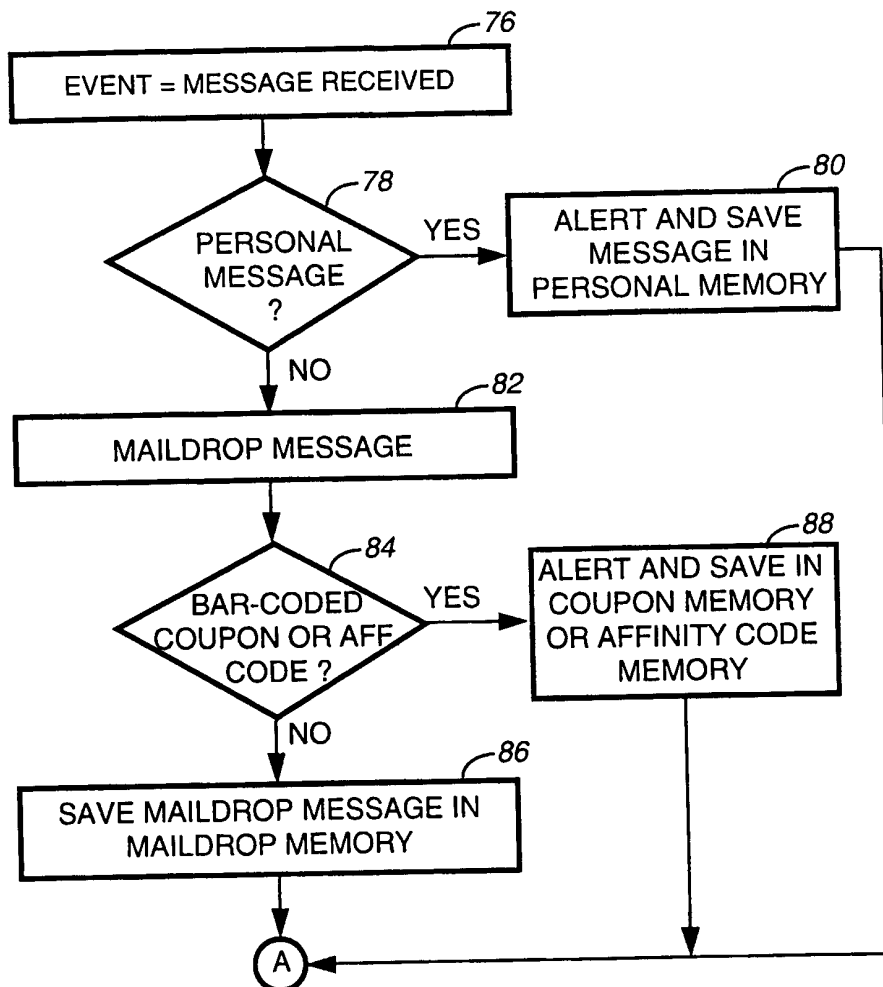 76
EVENT = MESSAGE RECEIVED
78
PERSONAL
MESSAGE
?
YES
80
ALERT AND SAVE
MESSAGE IN
PERSONAL MEMORY
NO
82
MAILDROP MESSAGE
84
BAR-CODED
COUPON OR AFF
CODE ?
YES
88
ALERT AND SAVE IN
COUPON MEMORY
OR AFFINITY CODE
MEMORY
NO
86
SAVE MAILDROP MESSAGE IN
MAILDROP MEMORY
A